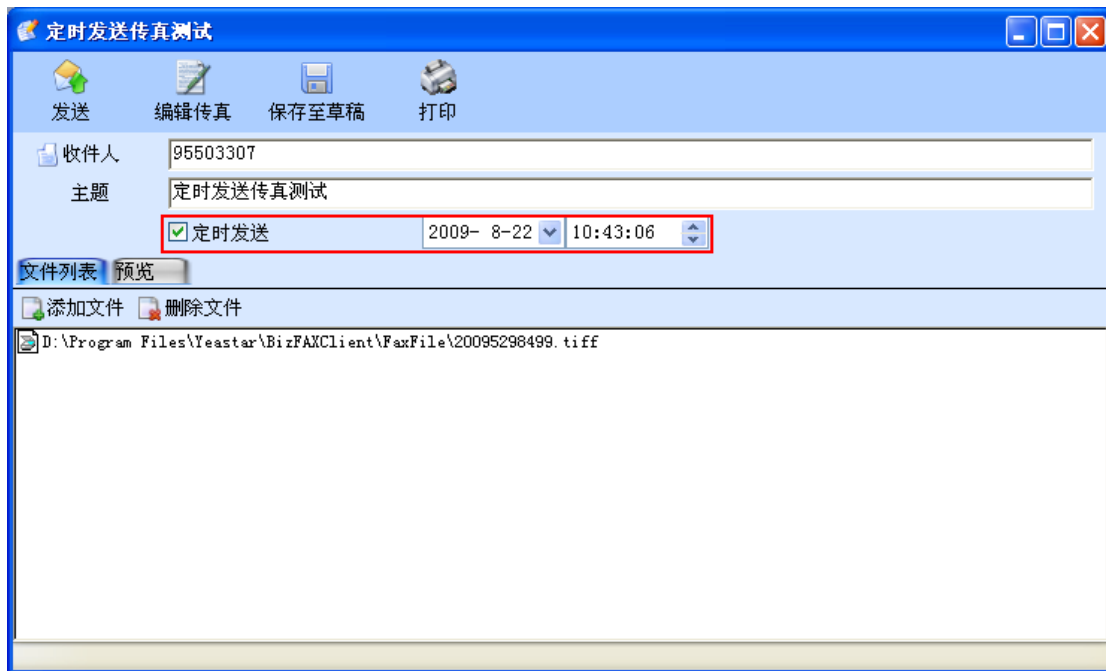 定时发送传真测试
发送 编辑传真 保存至草稿 打印
收件人 95503307
主题 定时发送传真测试
定时发送 2009- 8-22 10:43:06
文件列表 预览
添加文件 删除文件
D:\Program Files\Yeastar\BizFAXClient\FaxFile\20095298499.tiff